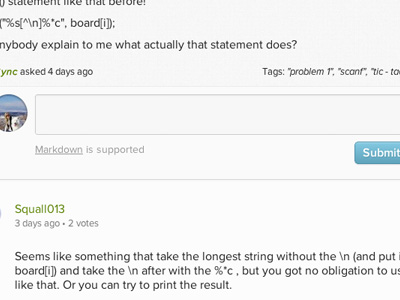 () statement like that before!
("%s[^\n]%*c", board[i]);
nybody explain to me what actually that statement does?
ync asked 4 days ago
Tags: "problem 1", "scanf", "tic - ta
Markdown is supported
Submit
Squall013
3 days ago • 2 votes
Seems like something that take the longest string without the \n (and put i
board[i]) and take the \n after with the %*c , but you got no obligation to us
like that. Or you can try to print the result.